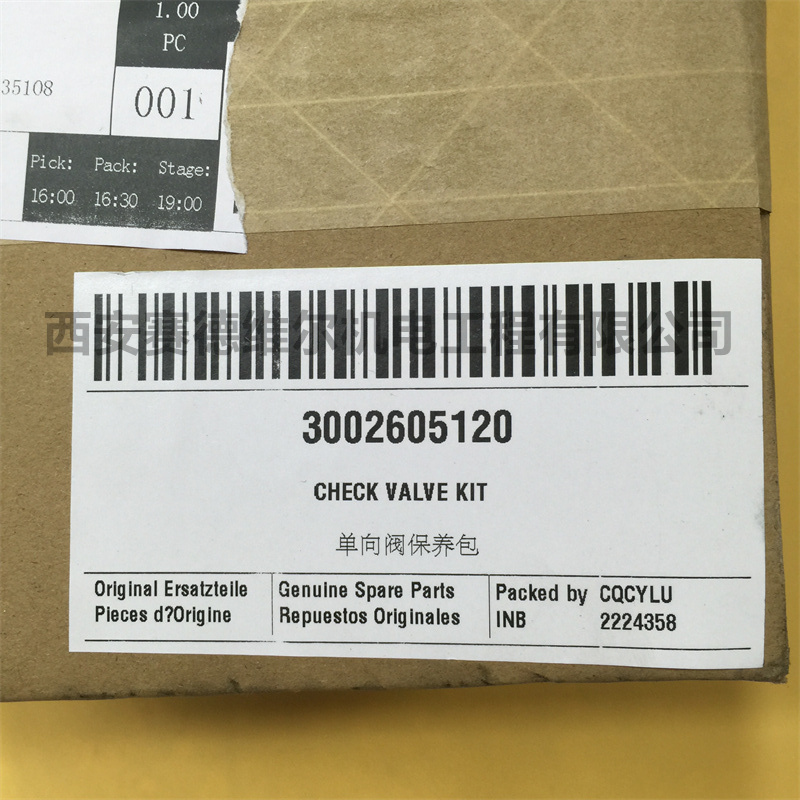 1.00
PC
35108
001
Pick: Pack: Stage:
16:00 16:30 19:00
西安赛德维尔机电工程有限公司
3002605120
CHECK VALVE KIT
单向阀保养包
Original Ersatzteile
Pieces d?Origine
Genuine Spare Parts
Repuestos Originales
Packed by CQCYLU
INB 2224358